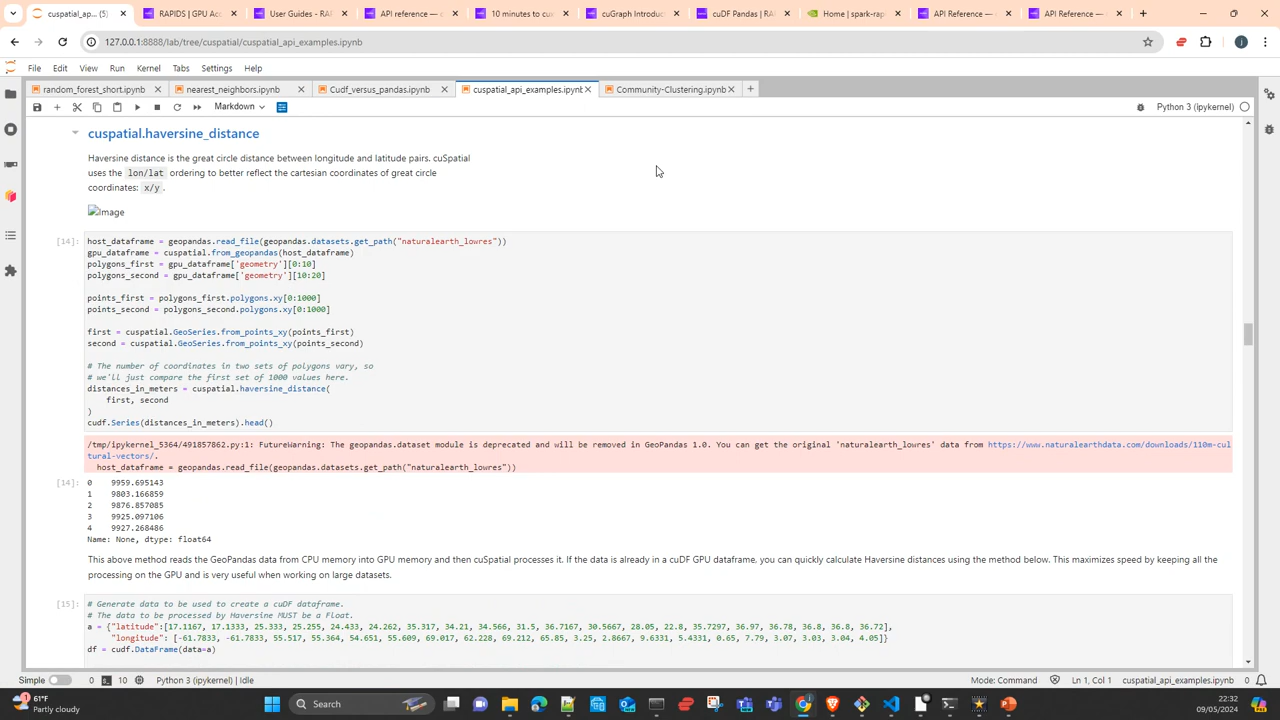 cuspatial_ap... (5)
RAPIDS | GPU Acc
User Guides - RAP
API reference — c
10 minutes to cu
cuGraph Introduc
cuDF Pandas | RA
Home | spark-rap
API Reference —
API Reference —
127.0.0.1:8888/lab/tree/cuspatial/cuspatial_api_examples.ipynb
File Edit View Run Kernel Tabs Settings Help
random_forest_short.ipynb
nearest_neighbors.ipynb
Cudf_versus_pandas.ipynb
cuspatial_api_examples.ipynb
Community-Clustering.ipynb
Markdown
Python 3 (ipykernel)
cuspatial.haversine_distance
Haversine distance is the great circle distance between longitude and latitude pairs. cuSpatial
uses the lon/lat ordering to better reflect the cartesian coordinates of great circle
coordinates: x/y.
Image
[14]: host_dataframe = geopandas.read_file(geopandas.datasets.get_path("naturalearth_lowres"))
gpu_dataframe = cuspatial.from_geopandas(host_dataframe)
polygons_first = gpu_dataframe['geometry'][0:10]
polygons_second = gpu_dataframe['geometry'][10:20]
points_first = polygons_first.polygons.xy[0:1000]
points_second = polygons_second.polygons.xy[0:1000]
first = cuspatial.GeoSeries.from_points_xy(points_first)
second = cuspatial.GeoSeries.from_points_xy(points_second)
# The number of coordinates in two sets of polygons vary, so
# we'll just compare the first set of 1000 values here.
distances_in_meters = cuspatial.haversine_distance(
first, second
)
cudf.Series(distances_in_meters).head()
/tmp/ipykernel_5364/491857862.py:1: FutureWarning: The geopandas.dataset module is deprecated and will be removed in GeoPandas 1.0. You can get the original 'naturalearth_lowres' data from https://www.naturalearthdata.com/downloads/110m-cul
tural-vectors/.
host_dataframe = geopandas.read_file(geopandas.datasets.get_path("naturalearth_lowres"))
[14]: 0 9959.695143
1 9803.166859
2 9876.857085
3 9925.097106
4 9927.268486
Name: None, dtype: float64
This above method reads the GeoPandas data from CPU memory into GPU memory and then cuSpatial processes it. If the data is already in a cuDF GPU dataframe, you can quickly calculate Haversine distances using the method below. This maximizes speed by keeping all the
processing on the GPU and is very useful when working on large datasets.
[15]: # Generate data to be used to create a cuDF dataframe.
# The data to be processed by Haversine MUST be a Float.
a = {"latitude":[17.1167, 17.1333, 25.333, 25.255, 24.433, 24.262, 35.317, 34.21, 34.566, 31.5, 36.7167, 30.5667, 28.05, 22.8, 35.7297, 36.97, 36.78, 36.8, 36.8, 36.72],
"longitude": [-61.7833, -61.7833, 55.517, 55.364, 54.651, 55.609, 69.017, 62.228, 69.212, 65.85, 3.25, 2.8667, 9.6331, 5.4331, 0.65, 7.79, 3.07, 3.03, 3.04, 4.05]}
df = cudf.DataFrame(data=a)
Simple 0 10 Python 3 (ipykernel) | Idle Mode: Command Ln 1, Col 1 cuspatial_api_examples.ipynb 0
1 61°F
Partly cloudy
Search
22:32
09/05/2024